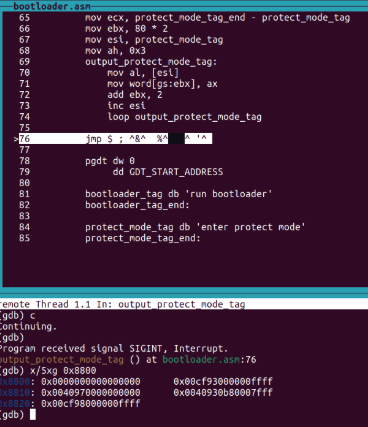 bootloader.asm
65 mov ecx, protect_mode_tag_end - protect_mode_tag
66 mov ebx, 80 * 2
67 mov esi, protect_mode_tag
68 mov ah, 0x3
69 output_protect_mode_tag:
70 mov al, [esi]
71 mov word[gs:ebx], ax
72 add ebx, 2
73 inc esi
74 loop output_protect_mode_tag
75
>76 jmp $ ; ^&^ %^ ^ '^
77
78 pgdt dw 0
79 dd GDT_START_ADDRESS
80
81 bootloader_tag db 'run bootloader'
82 bootloader_tag_end:
83
84 protect_mode_tag db 'enter protect mode'
85 protect_mode_tag_end:
remote Thread 1.1 In: output_protect_mode_tag
(gdb) c
Continuing.
(gdb)
Program received signal SIGINT, Interrupt.
output_protect_mode_tag () at bootloader.asm:76
(gdb) x/5xg 0x8800
0x8800: 0x0000000000000000 0x00cf93000000ffff
0x8810: 0x0040970000000000 0x0040930b80007fff
0x8820: 0x00cf98000000ffff
(gdb)